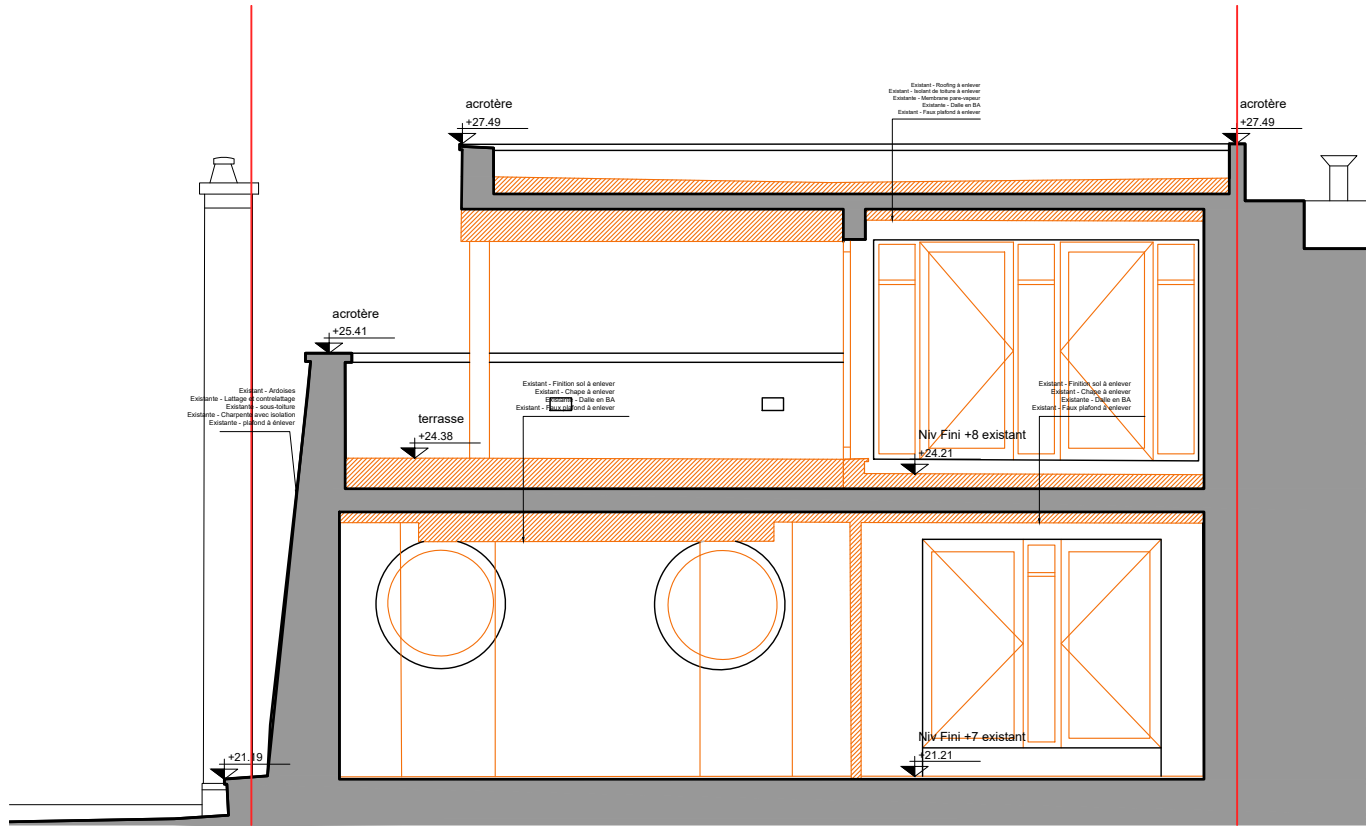 Existant - Roofing à enlever
Existant - Isolant de toiture à enlever
Existante - Membrane pare-vapeur
Existante - Dalle en BA
Existant - Faux plafond à enlever
acrotère
+27.49
acrotère
+27.49
acrotère
+25.41
Existant - Ardoises
Existante - Lattage et contrelattage
Existante - sous-toiture
Existante - Charpente avec isolation
Existante - plafond à énlever
Existant - Finition sol à enlever
Existant - Chape à enlever
Existante - Dalle en BA
Existant - Faux plafond à enlever
Existant - Finition sol à enlever
Existant - Chape à enlever
Existante - Dalle en BA
Existant - Faux plafond à enlever
terrasse
+24.38
Niv Fini +8 existant
+24.21
Niv Fini +7 existant
+21.21
+21.19